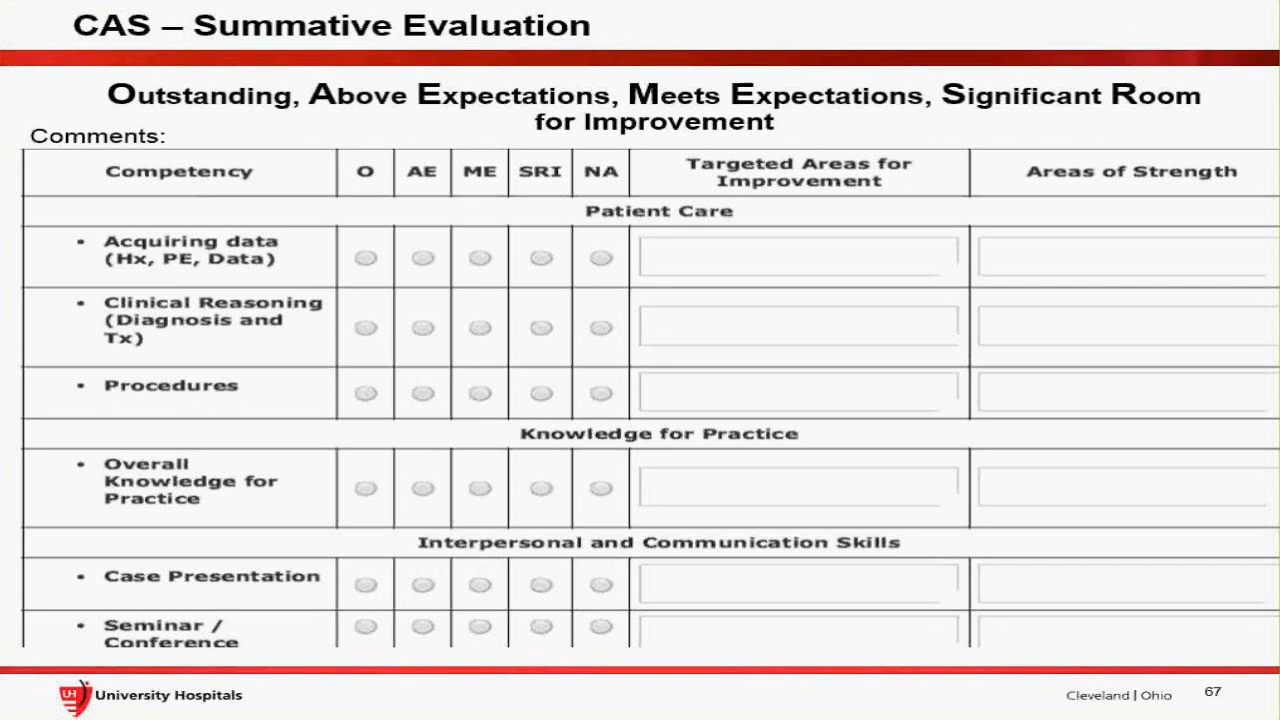 CAS – Summative Evaluation
Outstanding, Above Expectations, Meets Expectations, Significant Room
for Improvement
Comments:
Competency O AE ME SRI NA Targeted Areas for Improvement Areas of Strength
Patient Care
• Acquiring data
(Hx, PE, Data)
• Clinical Reasoning
(Diagnosis and
Tx)
• Procedures
Knowledge for Practice
• Overall
Knowledge for
Practice
Interpersonal and Communication Skills
• Case Presentation
• Seminar /
Conference
UH University Hospitals
Cleveland | Ohio 67